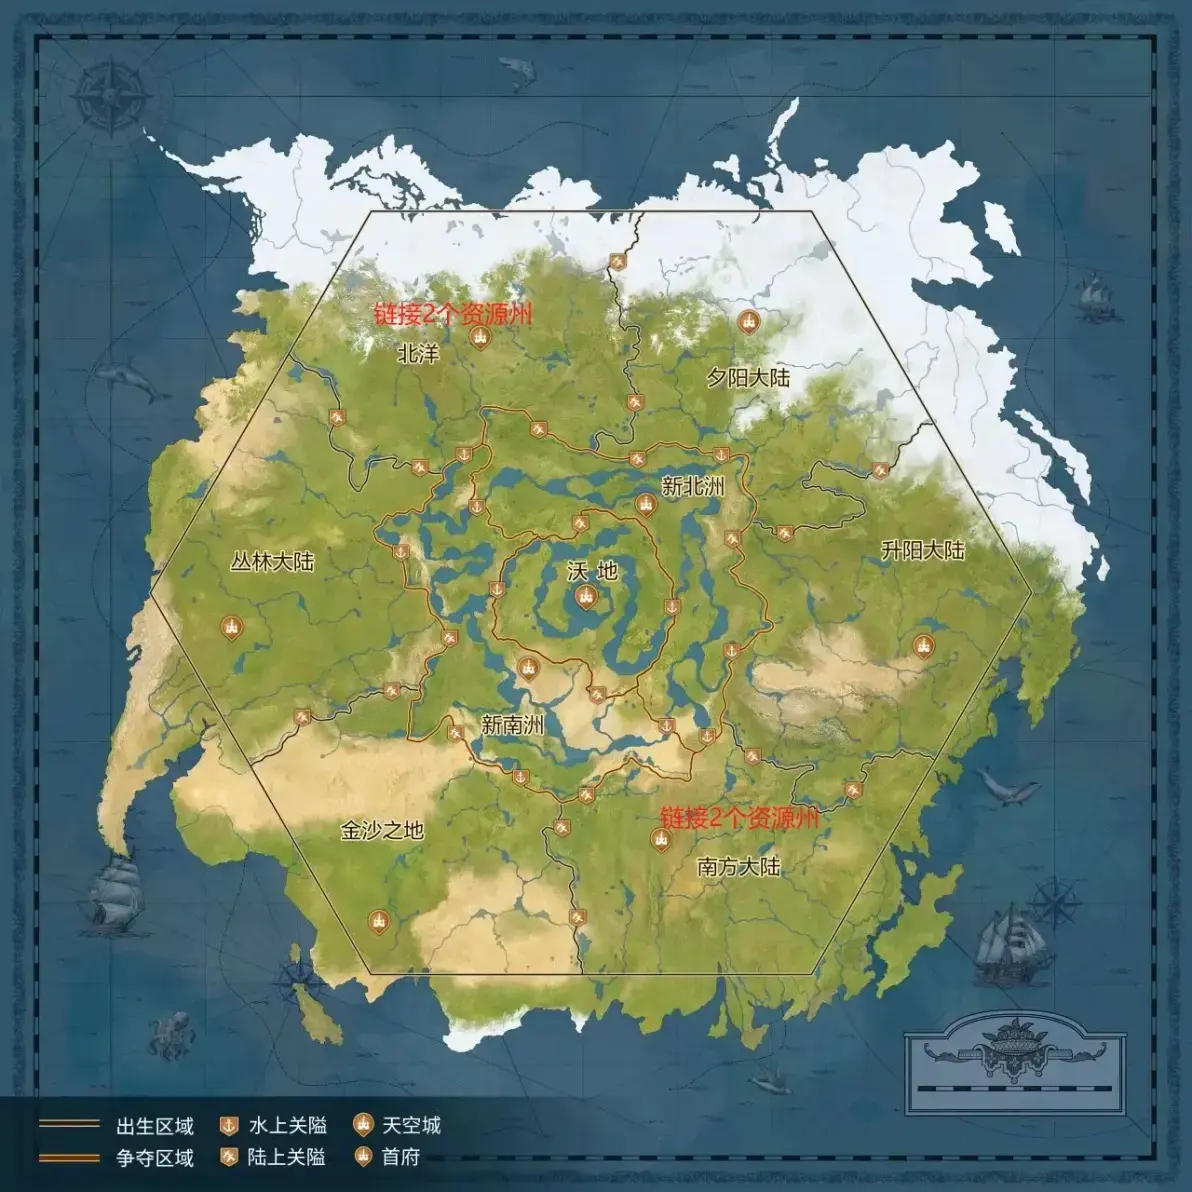 链接2个资源州
北洋
夕阳大陆
新北洲
升阳大陆
丛林大陆
沃地
新南洲
链接2个资源州
金沙之地
南方大陆
出生区域 水上关隘 天空城
争夺区域 陆上关隘 首府